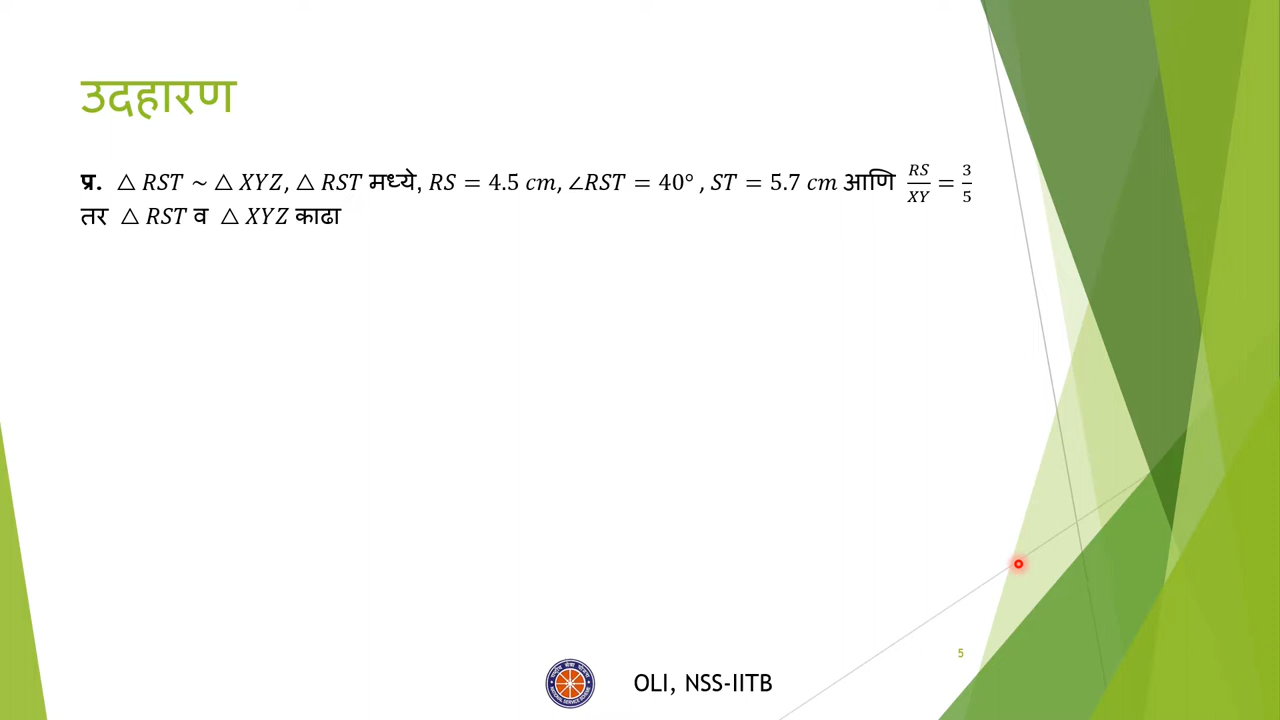 उदहारण
प्र. △ RST ~ △ XYZ, △ RST मध्ये, RS = 4.5 cm, ∠RST = 40° , ST = 5.7 cm आणि RS/XY = 3/5
तर △ RST व △ XYZ काढा
5
OLI, NSS-IITB